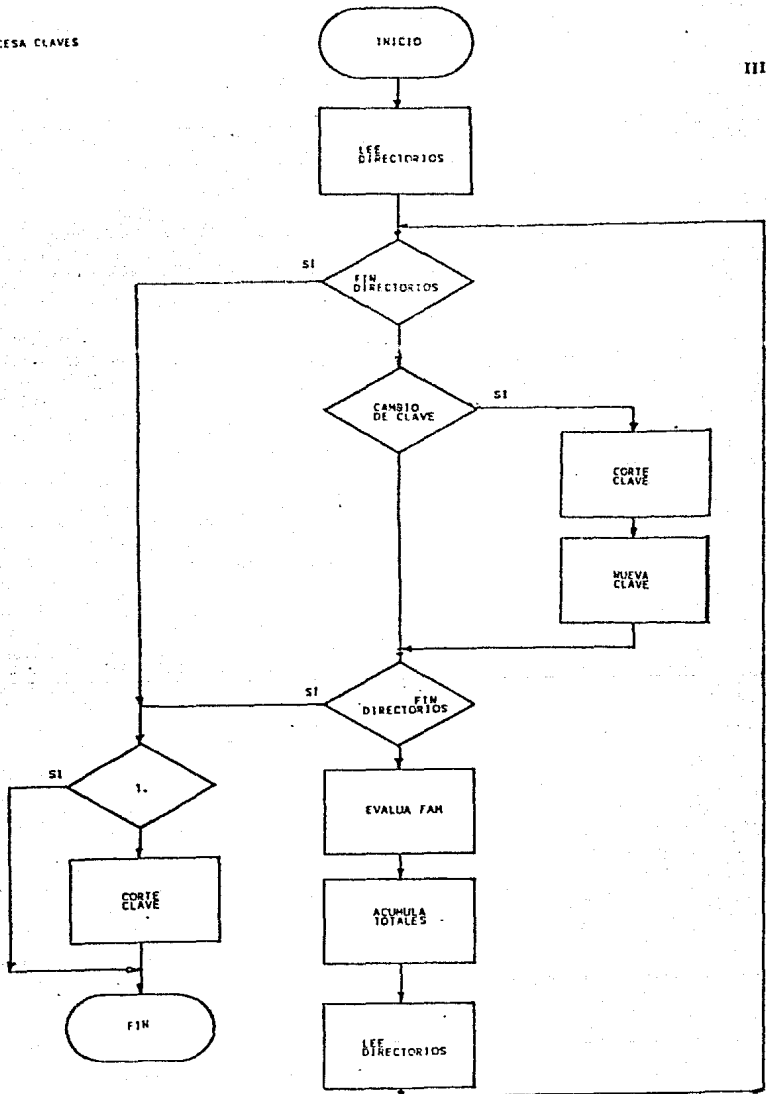 CESA CLAVES
INICIO
III
LEE
DIRECTORIOS
SI
FIN
DIRECTORIOS
CAMBIO
DE CLAVE
SI
CORTE
CLAVE
NUEVA
CLAVE
SI
FIN
DIRECTORIOS
SI
1.
EVALUA FAM
CORTE
CLAVE
ACUMULA
TOTALES
FIN
LEE
DIRECTORIOS